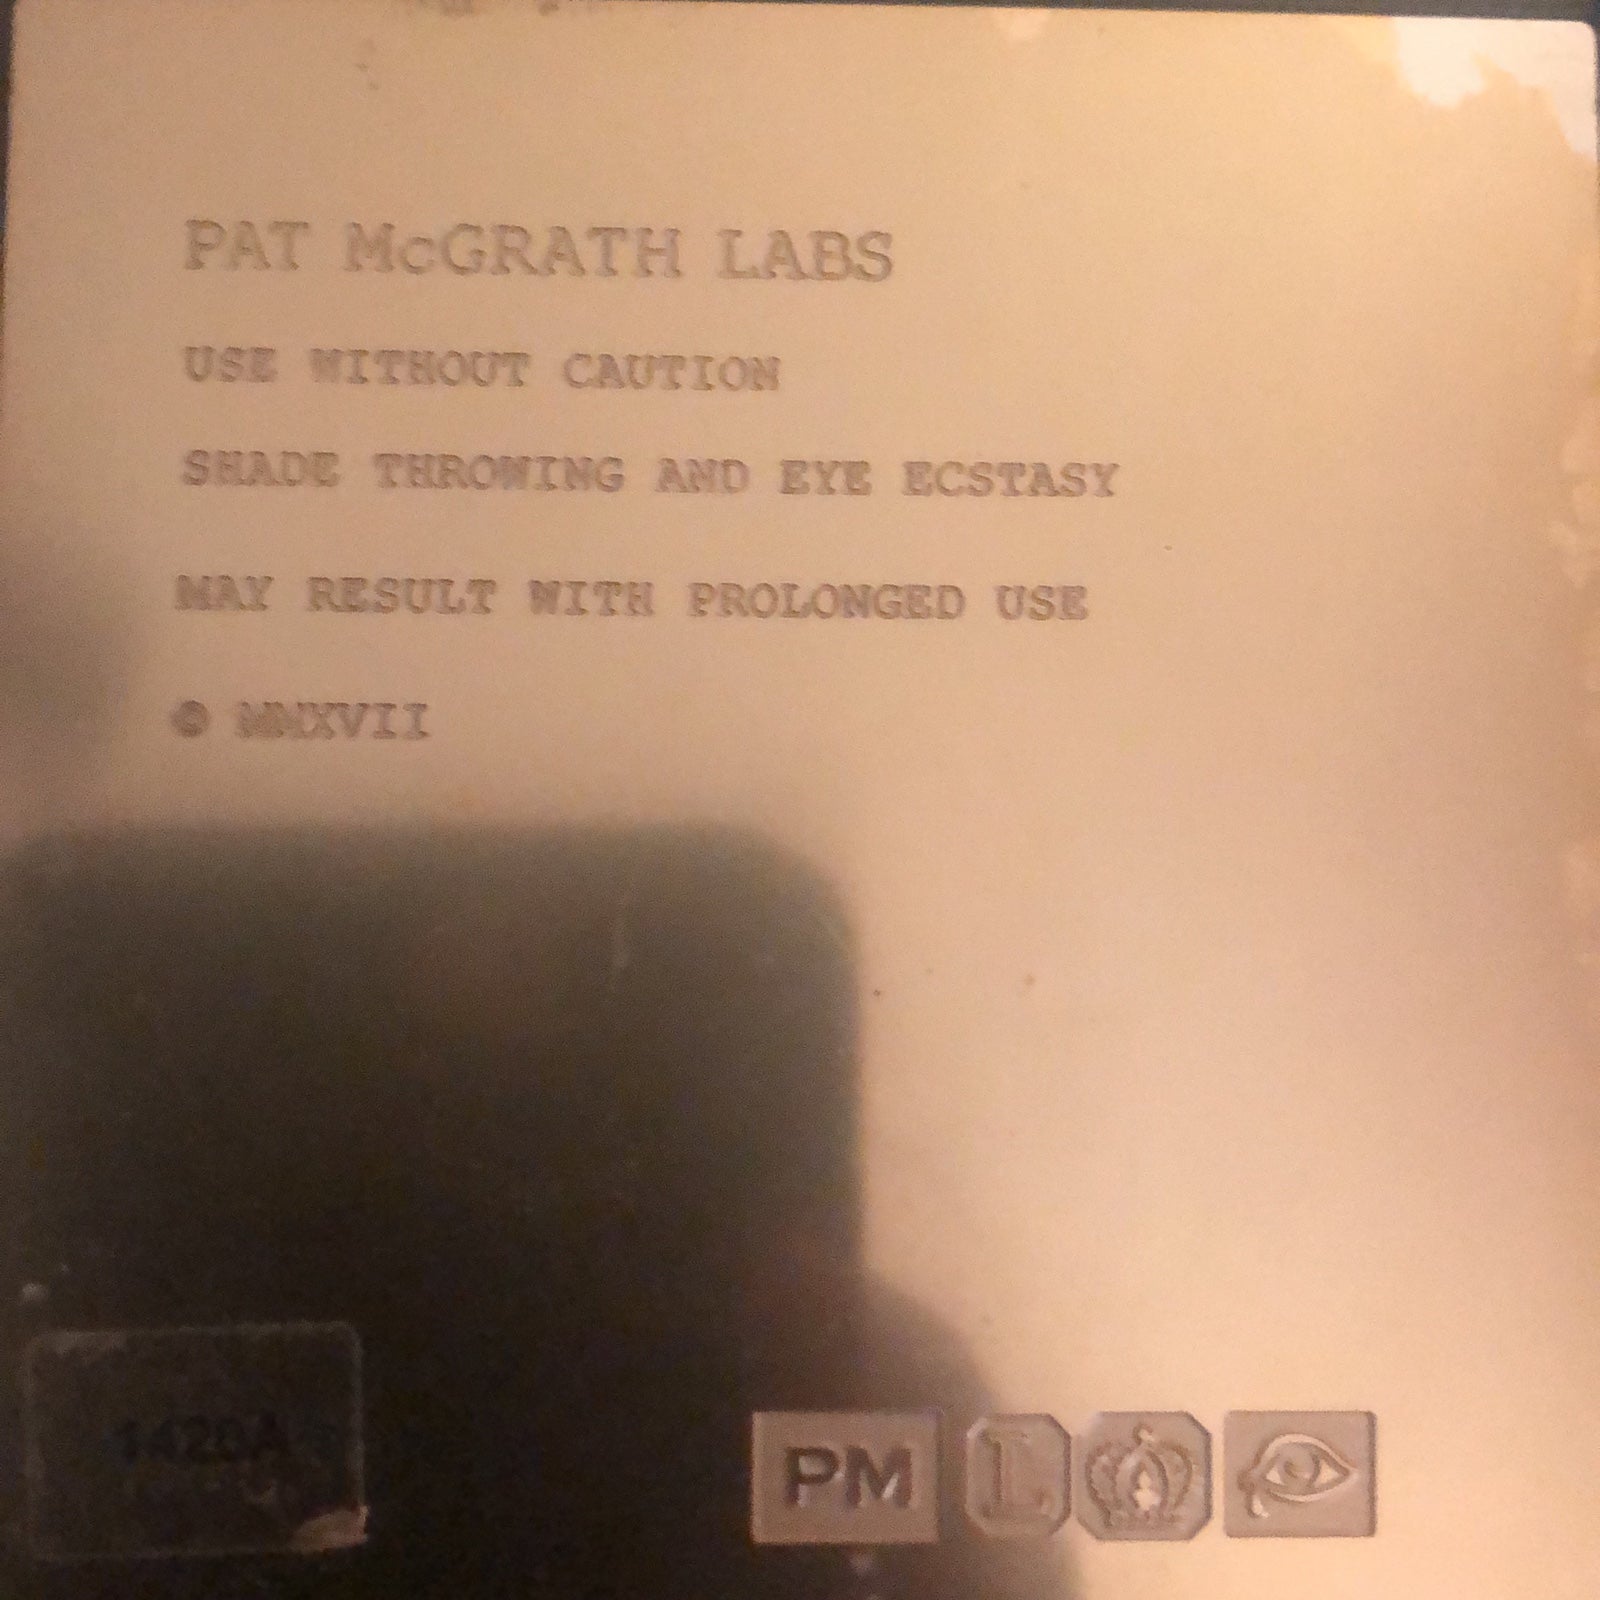 PAT McGRATH LABS
USE WITHOUT CAUTION
SHADE THROWING AND EYE ECSTASY
MAY RESULT WITH PROLONGED USE
© MMXVII
PM L